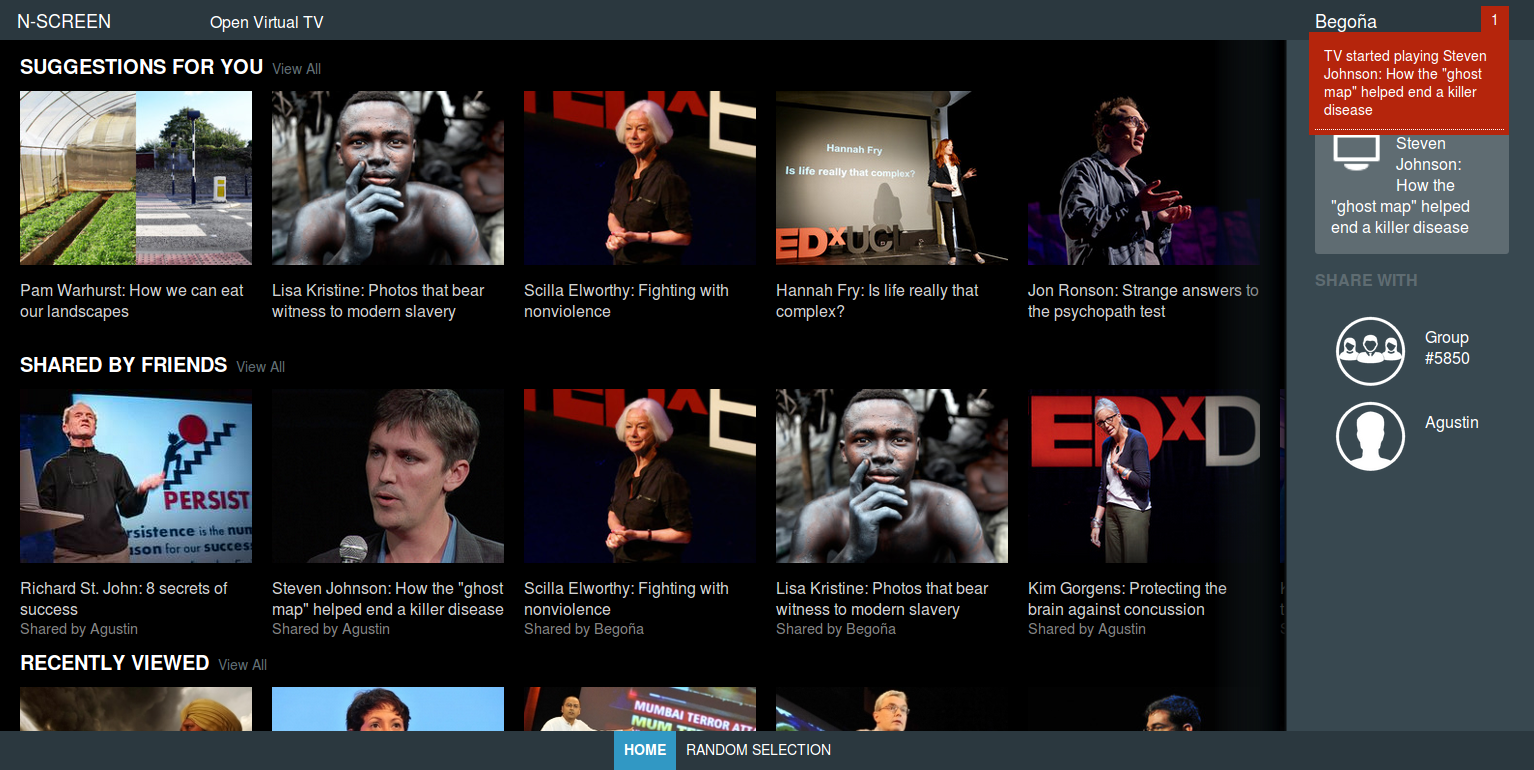 N-SCREEN
Open Virtual TV
Begoña
1
TV started playing Steven
Johnson: How the "ghost
map" helped end a killer
disease
Steven
Johnson:
How the
"ghost map" helped
end a killer disease
SHARE WITH
Group
#5850
Agustin
SUGGESTIONS FOR YOU View All
Hannah Fry
Is life really that complex?
EDxUCL
Pam Warhurst: How we can eat
our landscapes
Lisa Kristine: Photos that bear
witness to modern slavery
Scilla Elworthy: Fighting with
nonviolence
Hannah Fry: Is life really that
complex?
Jon Ronson: Strange answers to
the psychopath test
SHARED BY FRIENDS View All
PERSIST
rsistence is the num
ason for our success
EDxD
Richard St. John: 8 secrets of
success
Shared by Agustin
Steven Johnson: How the "ghost
map" helped end a killer disease
Shared by Agustin
Scilla Elworthy: Fighting with
nonviolence
Shared by Begoña
Lisa Kristine: Photos that bear
witness to modern slavery
Shared by Begoña
Kim Gorgens: Protecting the
brain against concussion
Shared by Agustin
RECENTLY VIEWED View All
MUMBAI TERROR ATTA
HOME
RANDOM SELECTION